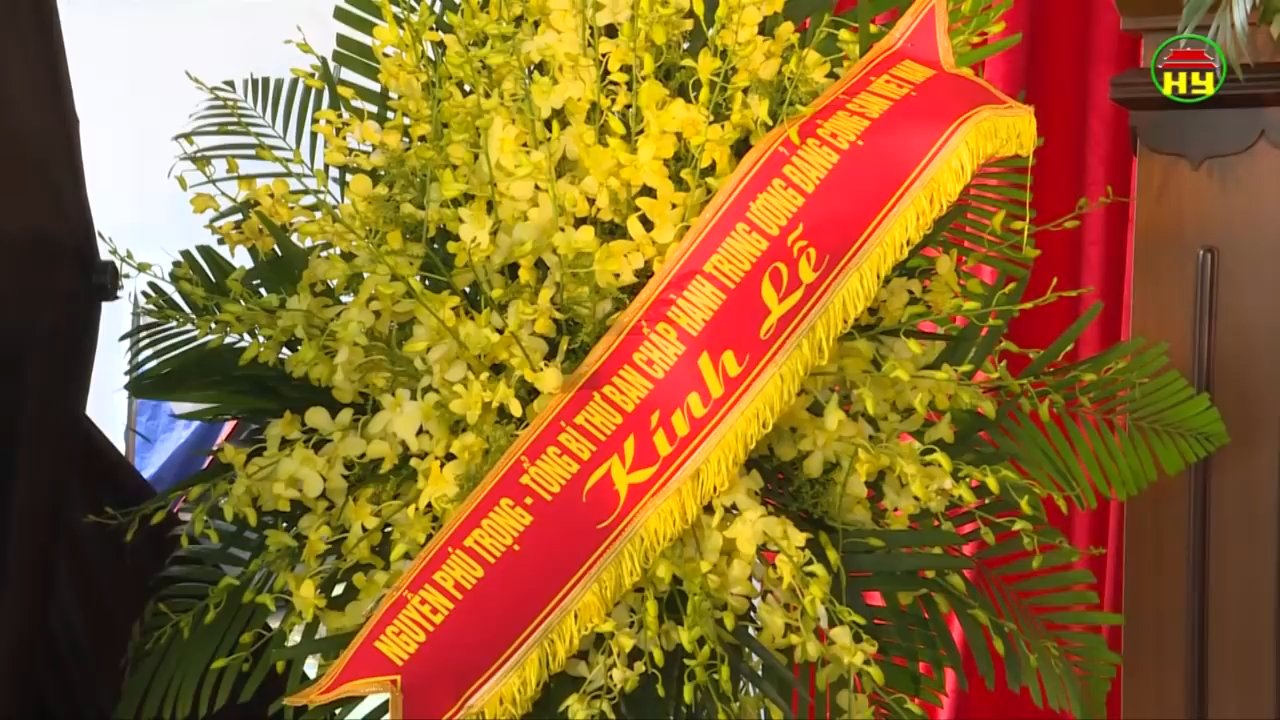 HY
NGUYỄN PHÚ TRỌNG - TỔNG BÍ THƯ BAN CHẤP HÀNH TRUNG ƯƠNG ĐẢNG CỘNG SẢN VIỆT NAM
Kính Lễ